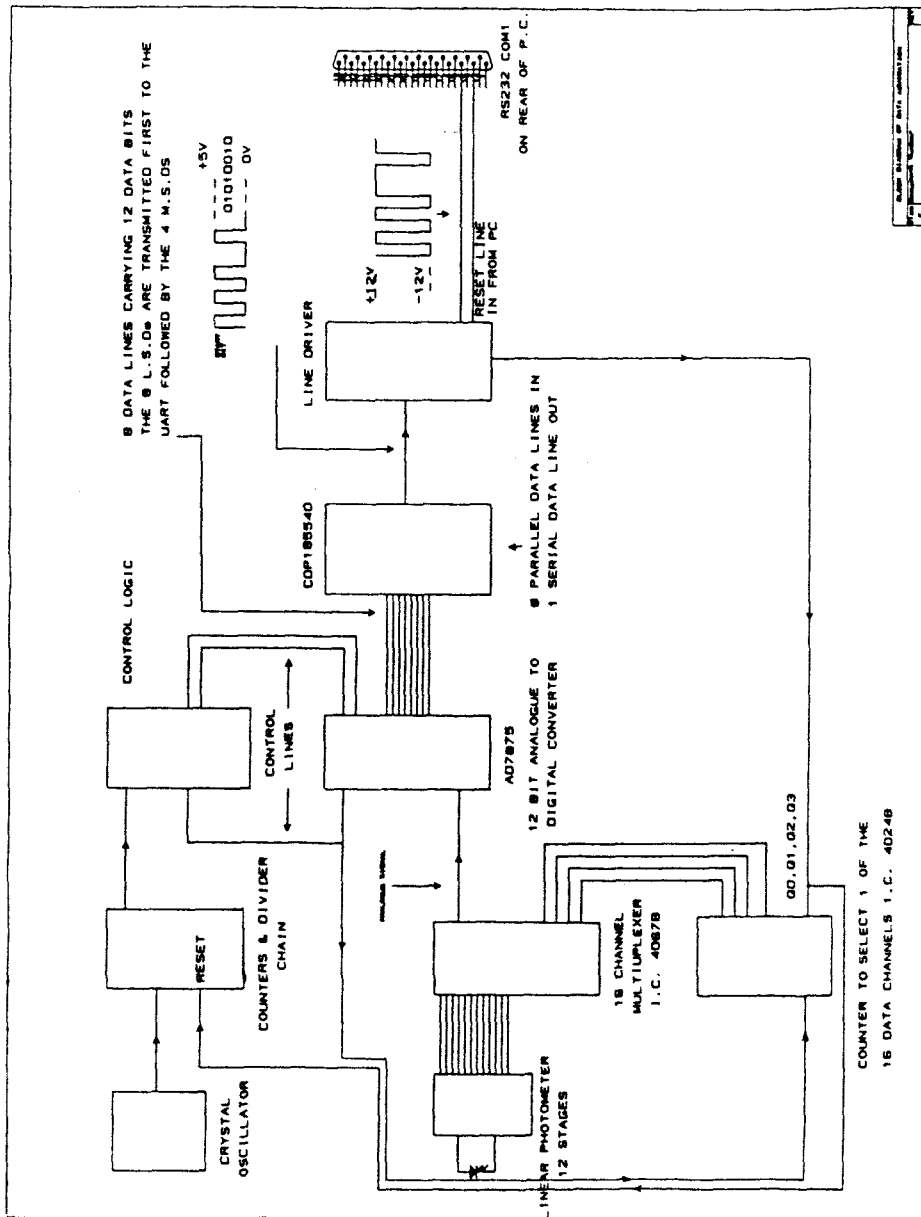 8 DATA LINES CARRYING 12 DATA BITS
THE 8 L.S.Ds ARE TRANSMITTED FIRST TO THE
UART FOLLOWED BY THE 4 M.S.DS
+5V
01010010
0V
CONTROL LOGIC
CRYSTAL
OSCILLATOR
RESET
COUNTERS & DIVIDER
CHAIN
CONTROL
LINES
CDP185540
LINE DRIVER
+12V
-12V
RS232 COM1
ON REAR OF P.C.
RESET LINE
IN FROM PC
AD7875
12 BIT ANALOGUE TO
DIGITAL CONVERTER
8 PARALLEL DATA LINES IN
1 SERIAL DATA LINE OUT
LINEAR PHOTOMETER
12 STAGES
16 CHANNEL
MULTIUPLEXER
I.C. 4067B
Q0,Q1,Q2,Q3
COUNTER TO SELECT 1 OF THE
16 DATA CHANNELS I.C. 4024B